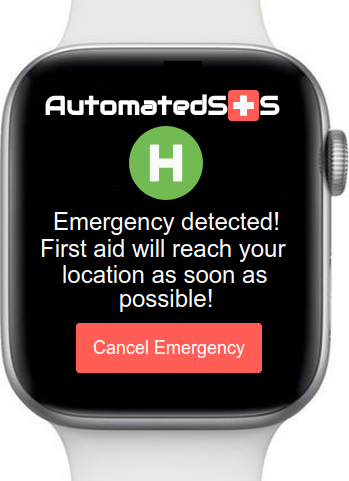 AutomatedS+S
H
Emergency detected!
First aid will reach your
location as soon as
possible!
Cancel Emergency